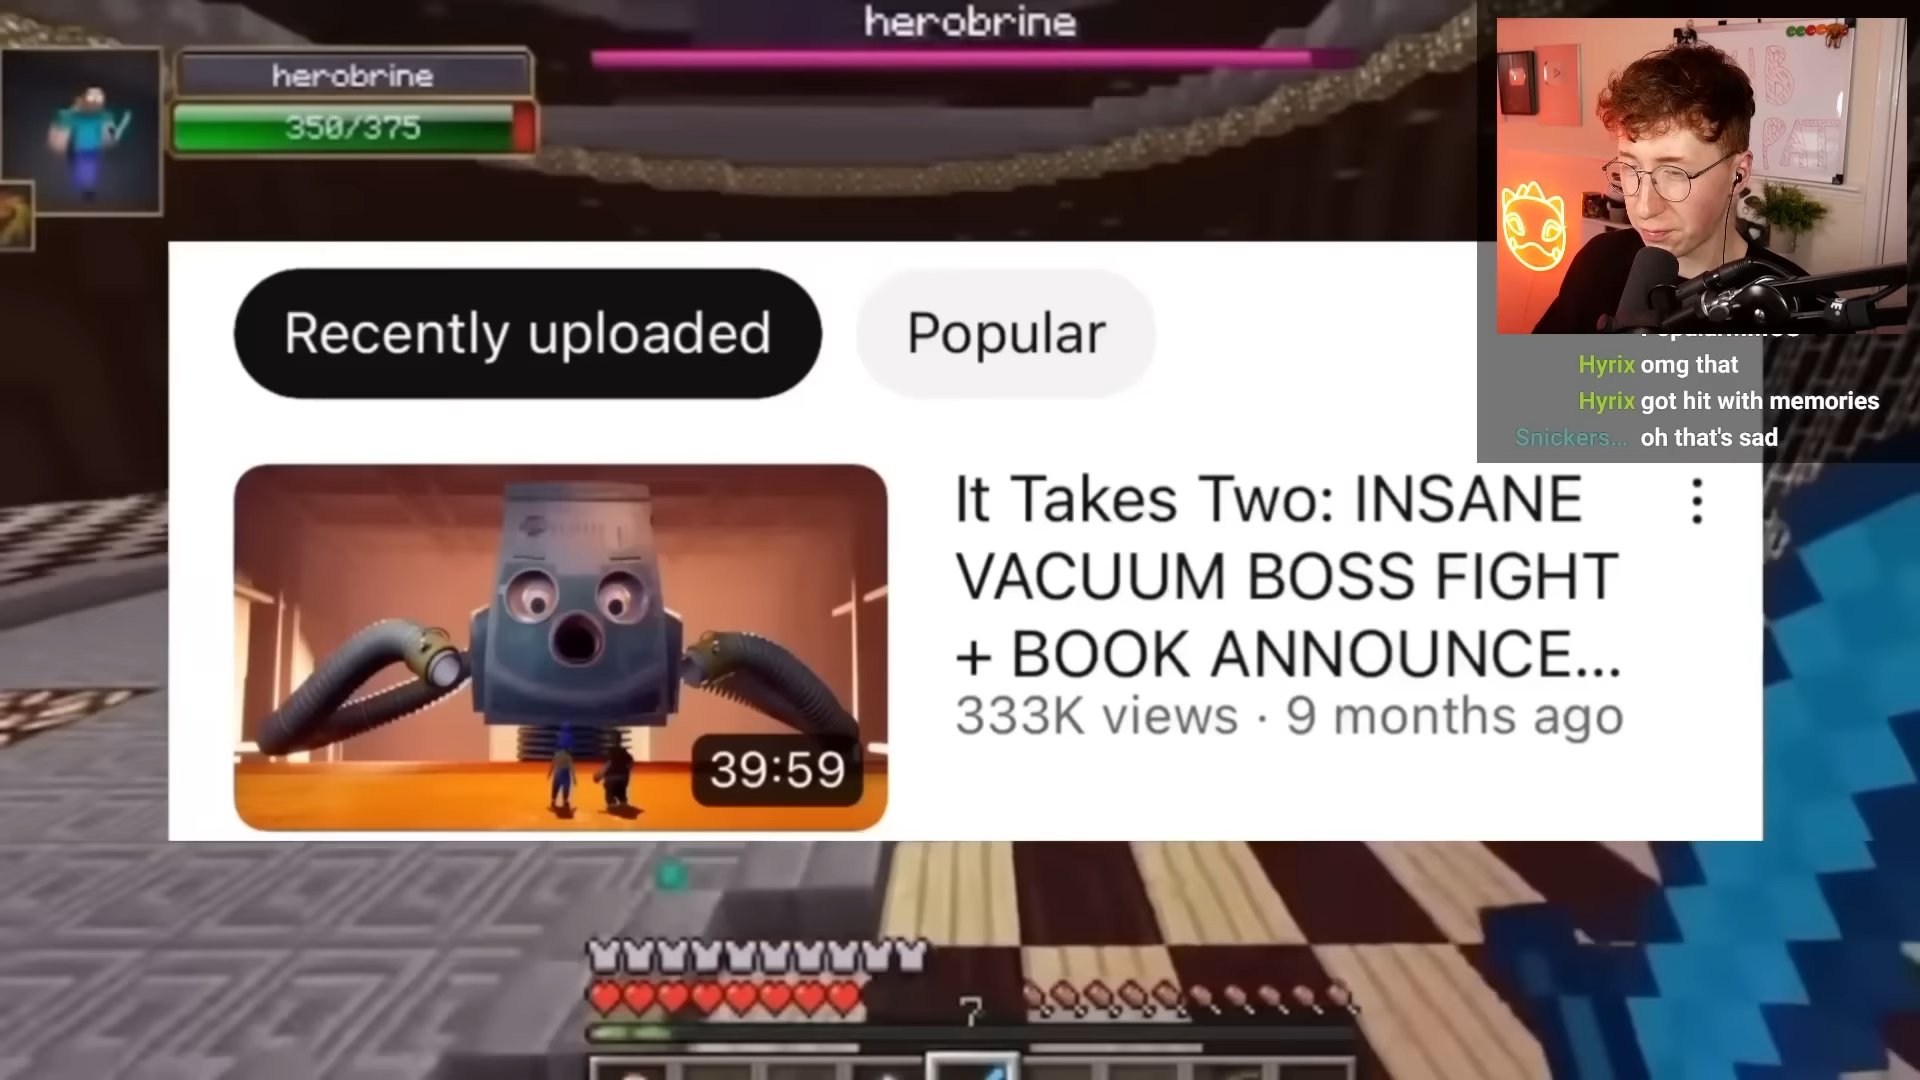 herobrine
herobrine
350/375
Recently uploaded
Popular
Hyrix omg that
Hyrix got hit with memories
Snickers... oh that's sad
It Takes Two: INSANE
VACUUM BOSS FIGHT
+ BOOK ANNOUNCE...
333K views · 9 months ago
39:59
7